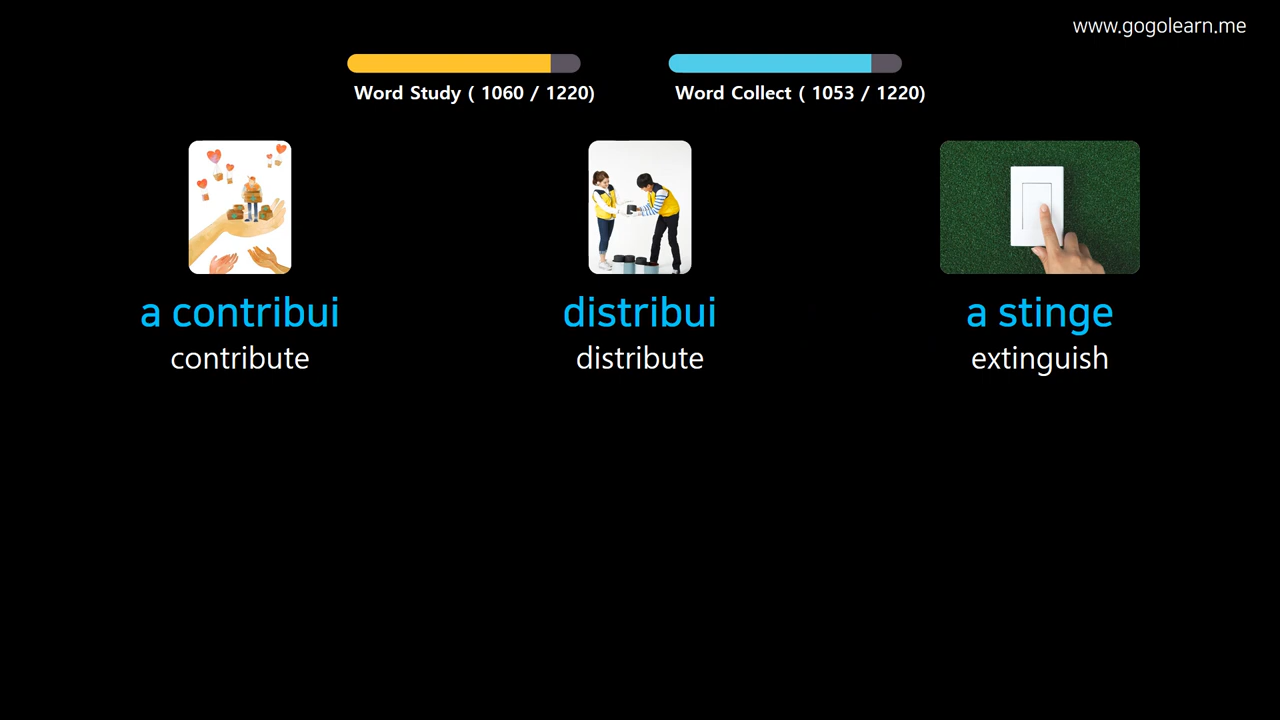 www.gogolearn.me
Word Study ( 1060 / 1220)
Word Collect ( 1053 / 1220)
a contribui
distribui
a stinge
contribute
distribute
extinguish